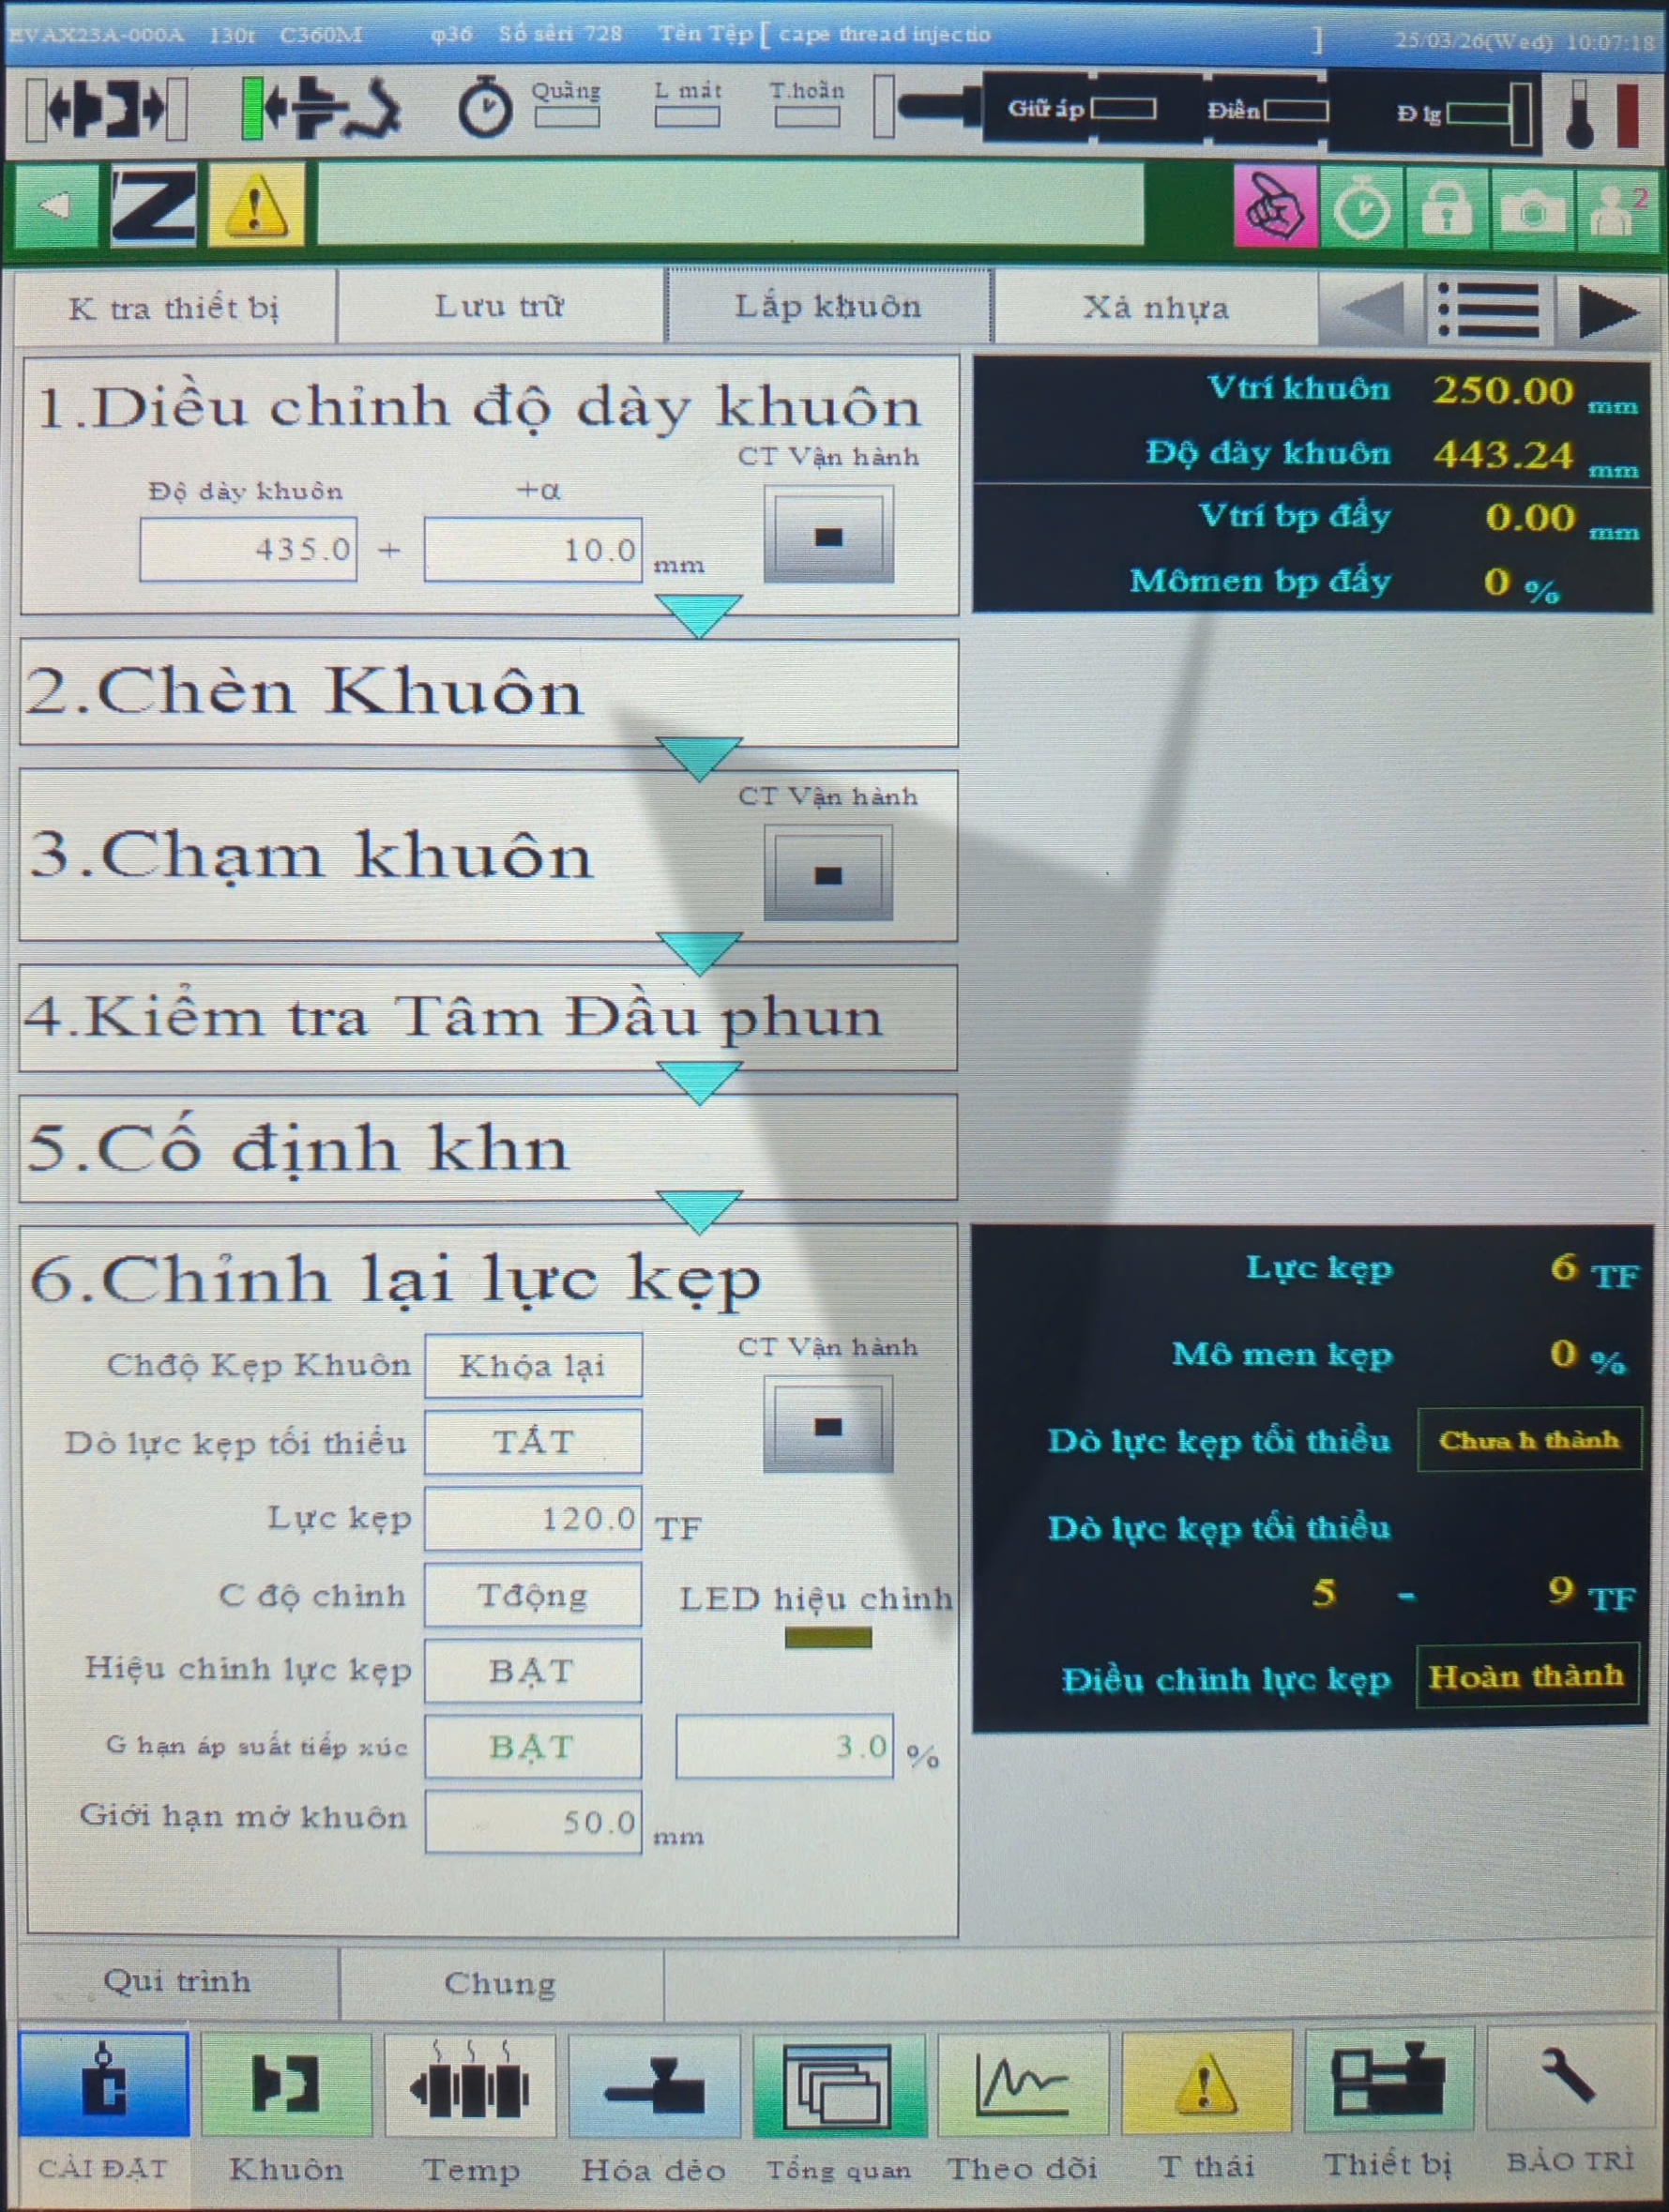 EVAX23A-000A 130t C360M φ36 Số sêri 728 Tên Tệp [ cape thread injectio ] 25/03/26(Wed) 10:07:18
Quãng L mát T.hoãn Giữ áp Điền Đ lg
2
K tra thiết bị Lưu trữ Lắp khuôn Xả nhựa
1.Diều chỉnh độ dày khuôn
CT Vận hành
Độ dày khuôn +α
435.0 + 10.0 mm
Vtrí khuôn 250.00 mm
Độ dày khuôn 443.24 mm
Vtrí bp đẩy 0.00 mm
Mômen bp đẩy 0 %
2.Chèn Khuôn
3.Chạm khuôn
CT Vận hành
4.Kiểm tra Tâm Đầu phun
5.Cố định khn
6.Chỉnh lại lực kẹp
CT Vận hành
Chđộ Kẹp Khuôn Khóa lại
Dò lực kẹp tối thiểu TẮT
Lực kẹp 120.0 TF
C độ chỉnh Tđộng
LED hiệu chỉnh
Hiệu chỉnh lực kẹp BẬT
G hạn áp suất tiếp xúc BẬT 3.0 %
Giới hạn mở khuôn 50.0 mm
Lực kẹp 6 TF
Mô men kẹp 0 %
Dò lực kẹp tối thiểu Chưa h thành
Dò lực kẹp tối thiểu
5 - 9 TF
Điều chỉnh lực kẹp Hoàn thành
Qui trình Chung
CÀI ĐẶT Khuôn Temp Hóa dẻo Tổng quan Theo dõi T thái Thiết bị BẢO TRÌ